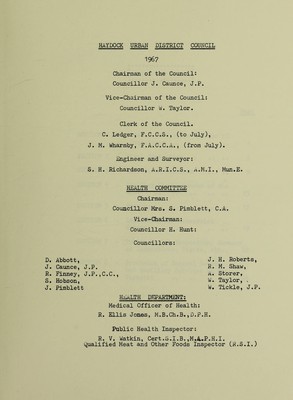 HAYDOCK URBAN DISTRICT COUNCIL
1967
Chairman of the Council:
Councillor J. Caunce, J.P.
Vice-Chairman of the Council:
Councillor W. Taylor.
Clerk of the Council.
C. Ledger, F.C.C.S., (to July),
J. M. Wharmby, F.A.C.C.A., (from July).
Engineer and Surveyor:
S. H. Richardson, A.R.I.C.S., A.M.I., Mun.E.
HEALTH COMMITTEE
Chairman:
Councillor Mrs. S. Pimblett, C.A.
Vice-Chairman:
Councillor E. Hunt:
Councillors:
D. Abbott,
J. Caunce, J.P.
R. Finney, J.P.,C.C.,
E. Hobson,
J. Pimblett
J. H. Roberts,
R. M. Shaw,
A. Storer,
W. Taylor,
W. Tickle, J.P.
HEALTH DEPARTMENT:
Medical Officer of Health:
R. Ellis Jones, M.B.Ch.B.,D.P.H.
Public Health Inspector:
R. V. Watkin, Cert.S.I.B.,M.A.P.H.I.
Qualified Meat and Other Foods Inspector (R.S.I.)